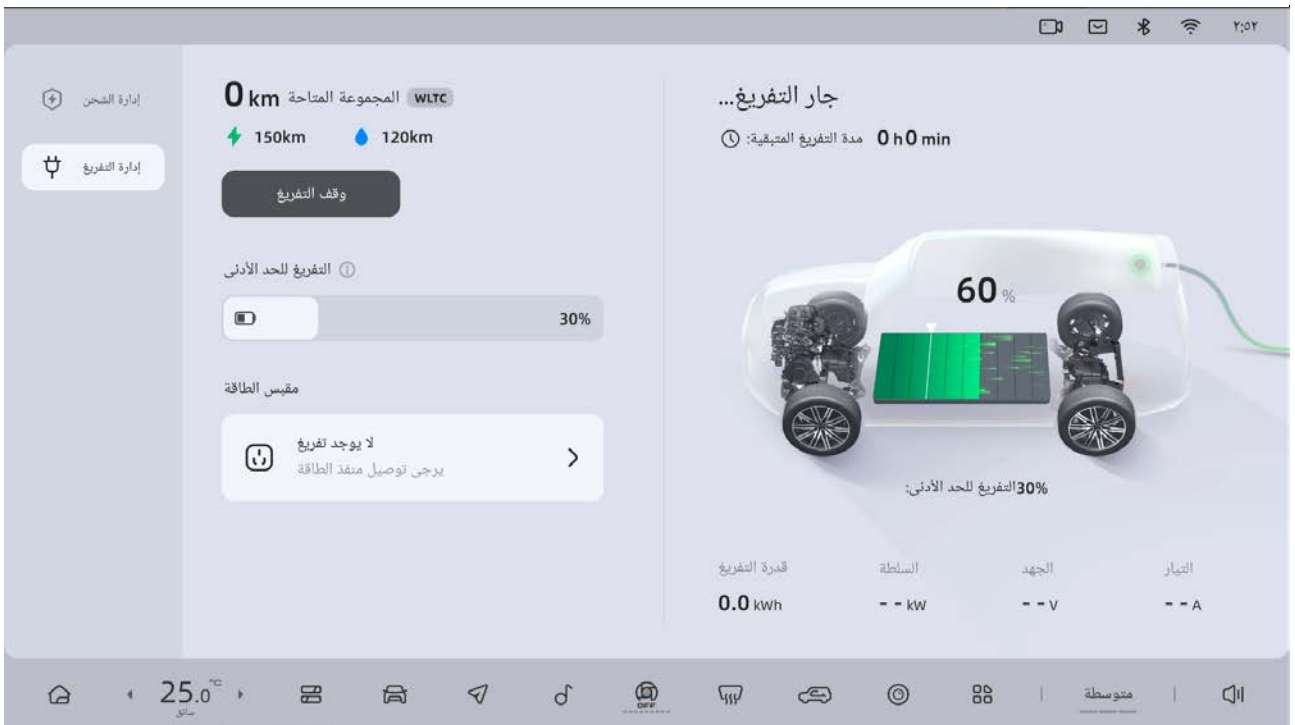 ٢:٥٢
إدارة الشحن
إدارة التفريغ
0 km المجموعة المتاحة WLTC
150km 120km
وقف التفريغ
التفريغ للحد الأدنى
30%
مقبس الطاقة
لا يوجد تفريغ
يرجى توصيل منفذ الطاقة
جار التفريغ...
مدة التفريغ المتبقية: 0 h 0 min
60 %
30%التفريغ للحد الأدنى:
قدرة التفريغ السلطة الجهد التيار
0.0 kWh -- kW -- V -- A
25.0°C
سائق
OFF
متوسطة